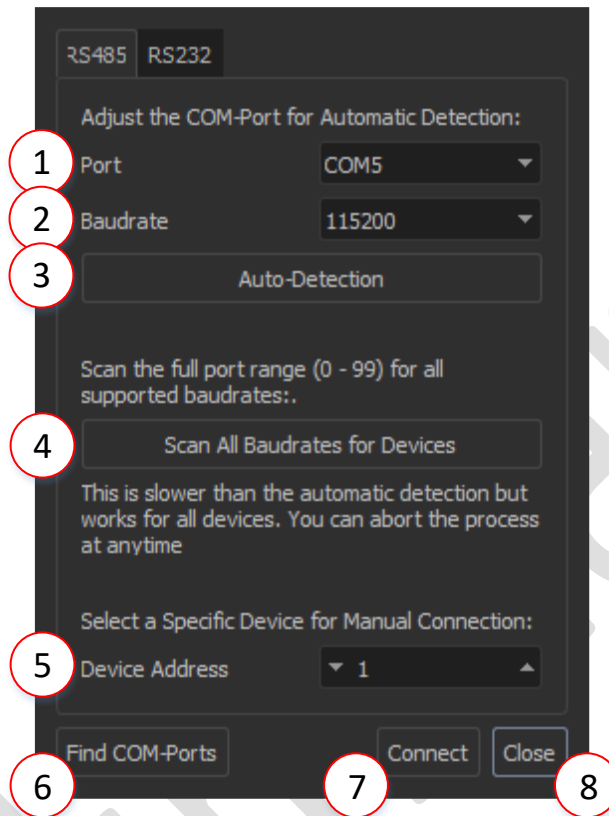 RS485 RS232
Adjust the COM-Port for Automatic Detection:
1 Port COM5
2 Baudrate 115200
3 Auto-Detection
Scan the full port range (0 - 99) for all
supported baudrates:.
4 Scan All Baudrates for Devices
This is slower than the automatic detection but
works for all devices. You can abort the process
at anytime
Select a Specific Device for Manual Connection:
5 Device Address 1
Find COM-Ports Connect Close
6 7 8